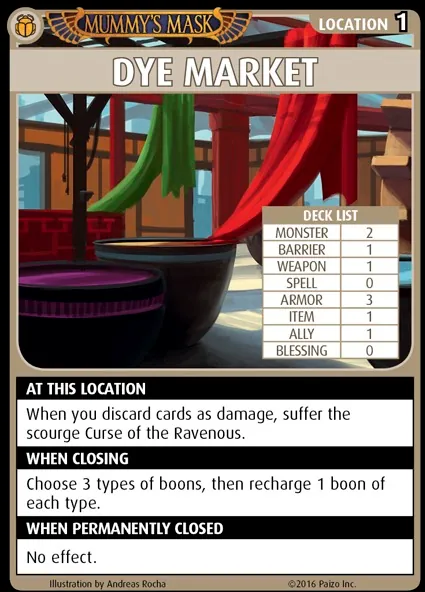 MUMMY'S MASK
LOCATION 1
DYE MARKET
DECK LIST
MONSTER 2
BARRIER 1
WEAPON 1
SPELL 0
ARMOR 3
ITEM 1
ALLY 1
BLESSING 0
AT THIS LOCATION
When you discard cards as damage, suffer the
scourge Curse of the Ravenous.
WHEN CLOSING
Choose 3 types of boons, then recharge 1 boon of
each type.
WHEN PERMANENTLY CLOSED
No effect.
Illustration by Andreas Rocha ©2016 Paizo Inc.